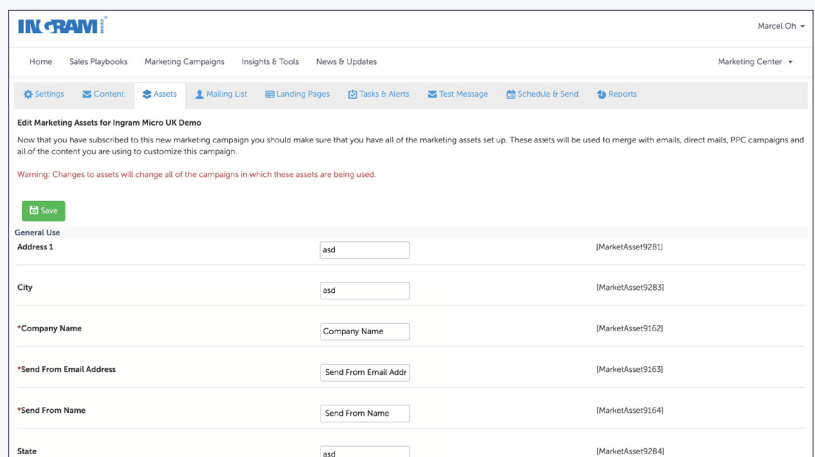 INGRAM MICRO
Marcel Oh
Home Sales Playbooks Marketing Campaigns Insights & Tools News & Updates Marketing Center
Settings Content Assets Mailing List Landing Pages Tasks & Alerts Test Message Schedule & Send Reports
Edit Marketing Assets for Ingram Micro UK Demo
Now that you have subscribed to this new marketing campaign you should make sure that you have all of the marketing assets set up. These assets will be used to merge with emails, direct mails, PPC campaigns and
all of the content you are using to customize this campaign.
Warning: Changes to assets will change all of the campaigns in which these assets are being used.
Save
General Use
Address 1 asd [MarketAsset9281]
City asd [MarketAsset9283]
*Company Name Company Name [MarketAsset9162]
*Send From Email Address Send From Email Addr [MarketAsset9163]
*Send From Name Send From Name [MarketAsset9164]
State asd [MarketAsset9284]